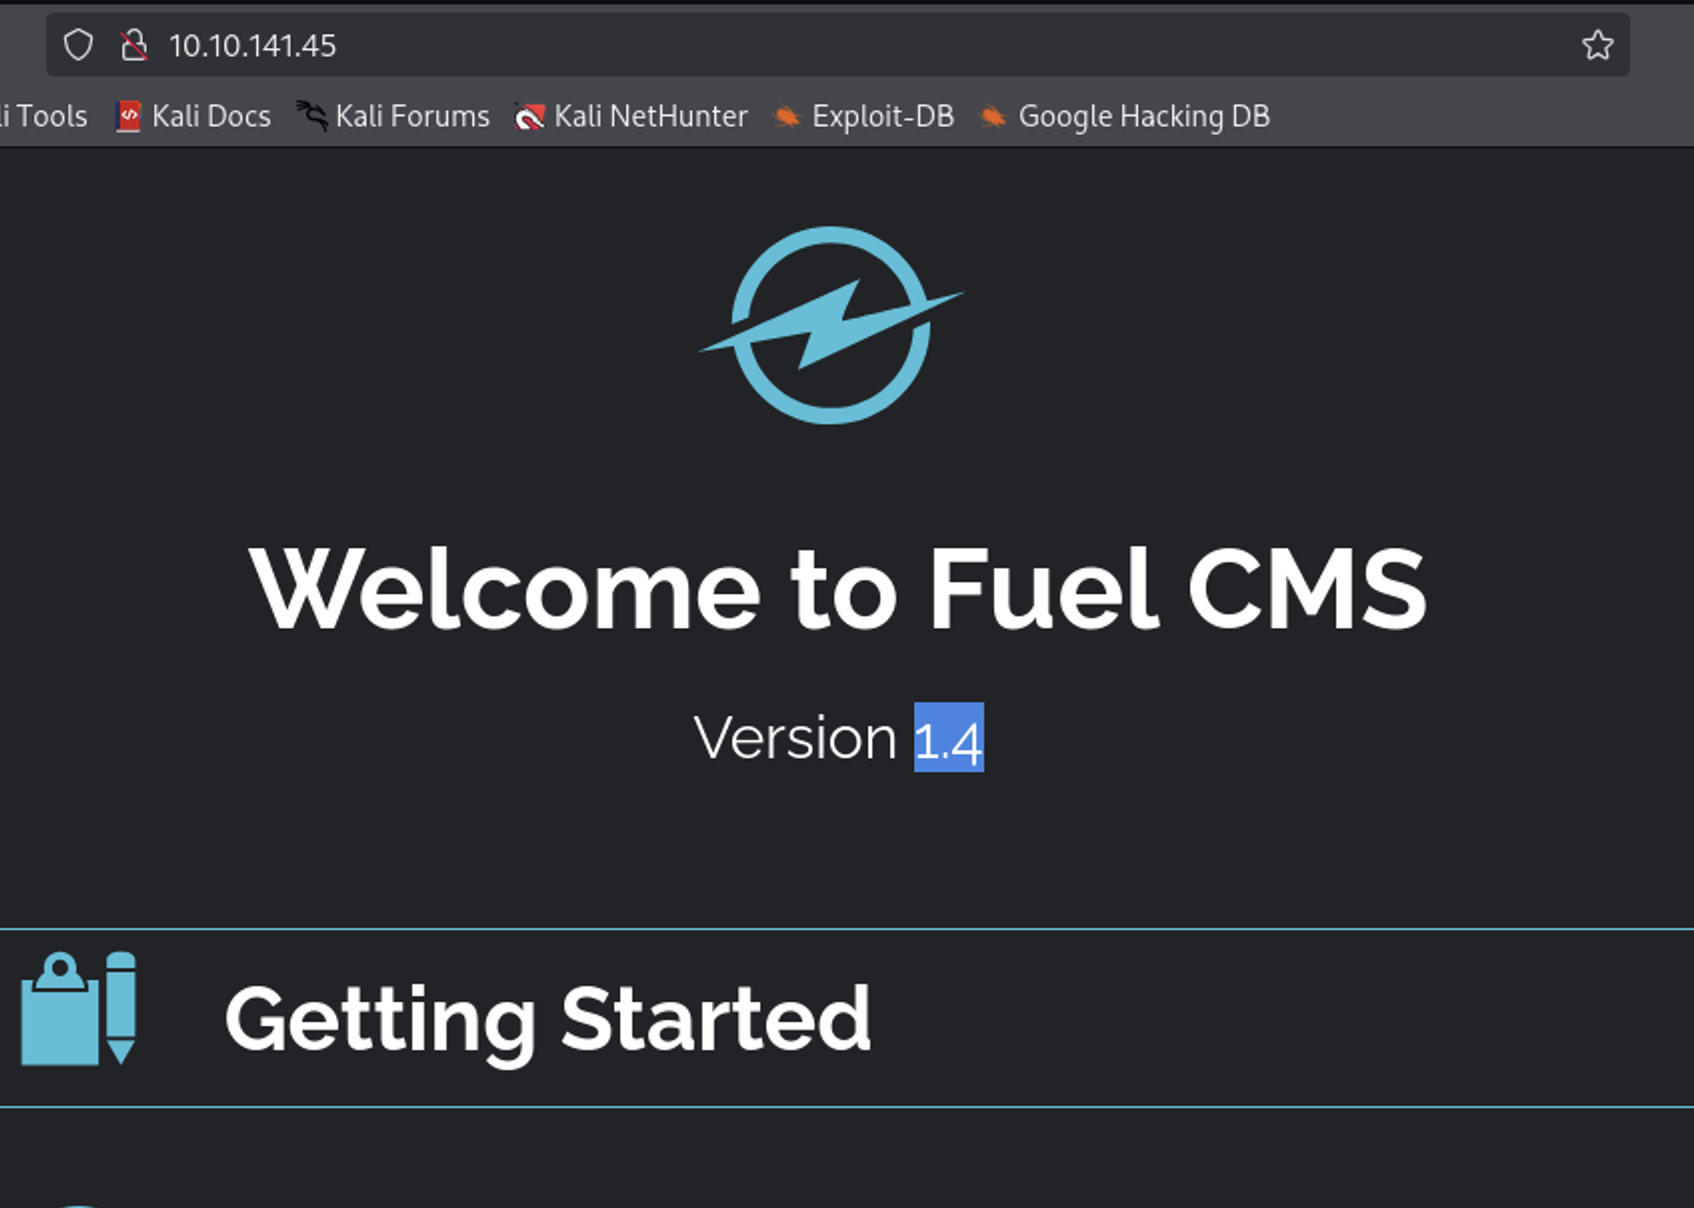 10.10.141.45
li Tools Kali Docs Kali Forums Kali NetHunter Exploit-DB Google Hacking DB
Welcome to Fuel CMS
Version 1.4
Getting Started